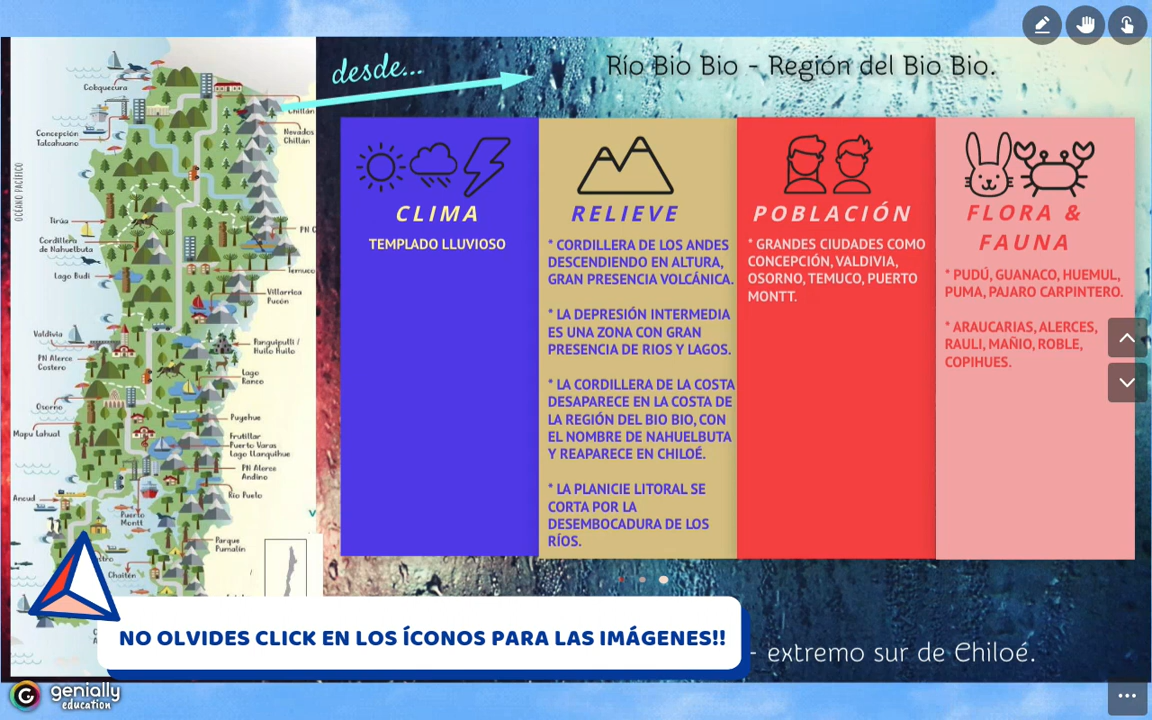 desde...
Río Bio Bio - Región del Bio Bio.
Cobquecura
Chillán
Concepción
Talcahuano
Nevados
Chillán
OCÉANO PACÍFICO
Tirúa
Cordillera
de Nahuelbuta
Lago Budi
Temuco
Villarrica
Pucón
Valdivia
PN Alerce
Costero
Panguipulli /
Huilo Huilo
Lago
Ranco
Osorno
Puyehue
Mapu Lahual
Frutillar
Puerto Varas
Lago Llanquihue
PN Alerce
Andino
Río Puelo
Ancud
Puerto
Montt
Parque
Pumalín
Chaitén
CLIMA
TEMPLADO LLUVIOSO
RELIEVE
* CORDILLERA DE LOS ANDES
DESCENDIENDO EN ALTURA,
GRAN PRESENCIA VOLCÁNICA.
* LA DEPRESIÓN INTERMEDIA
ES UNA ZONA CON GRAN
PRESENCIA DE RIOS Y LAGOS.
* LA CORDILLERA DE LA COSTA
DESAPARECE EN LA COSTA DE
LA REGIÓN DEL BIO BIO, CON
EL NOMBRE DE NAHUELBUTA
Y REAPARECE EN CHILOÉ.
* LA PLANICIE LITORAL SE
CORTA POR LA
DESEMBOCADURA DE LOS
RÍOS.
POBLACIÓN
* GRANDES CIUDADES COMO
CONCEPCIÓN, VALDIVIA,
OSORNO, TEMUCO, PUERTO
MONTT.
FLORA &
FAUNA
* PUDÚ, GUANACO, HUEMUL,
PUMA, PAJARO CARPINTERO.
* ARAUCARIAS, ALERCES,
RAULI, MAÑIO, ROBLE,
COPIHUES.
NO OLVIDES CLICK EN LOS ÍCONOS PARA LAS IMÁGENES!!
- extremo sur de Chiloé.
genially
education